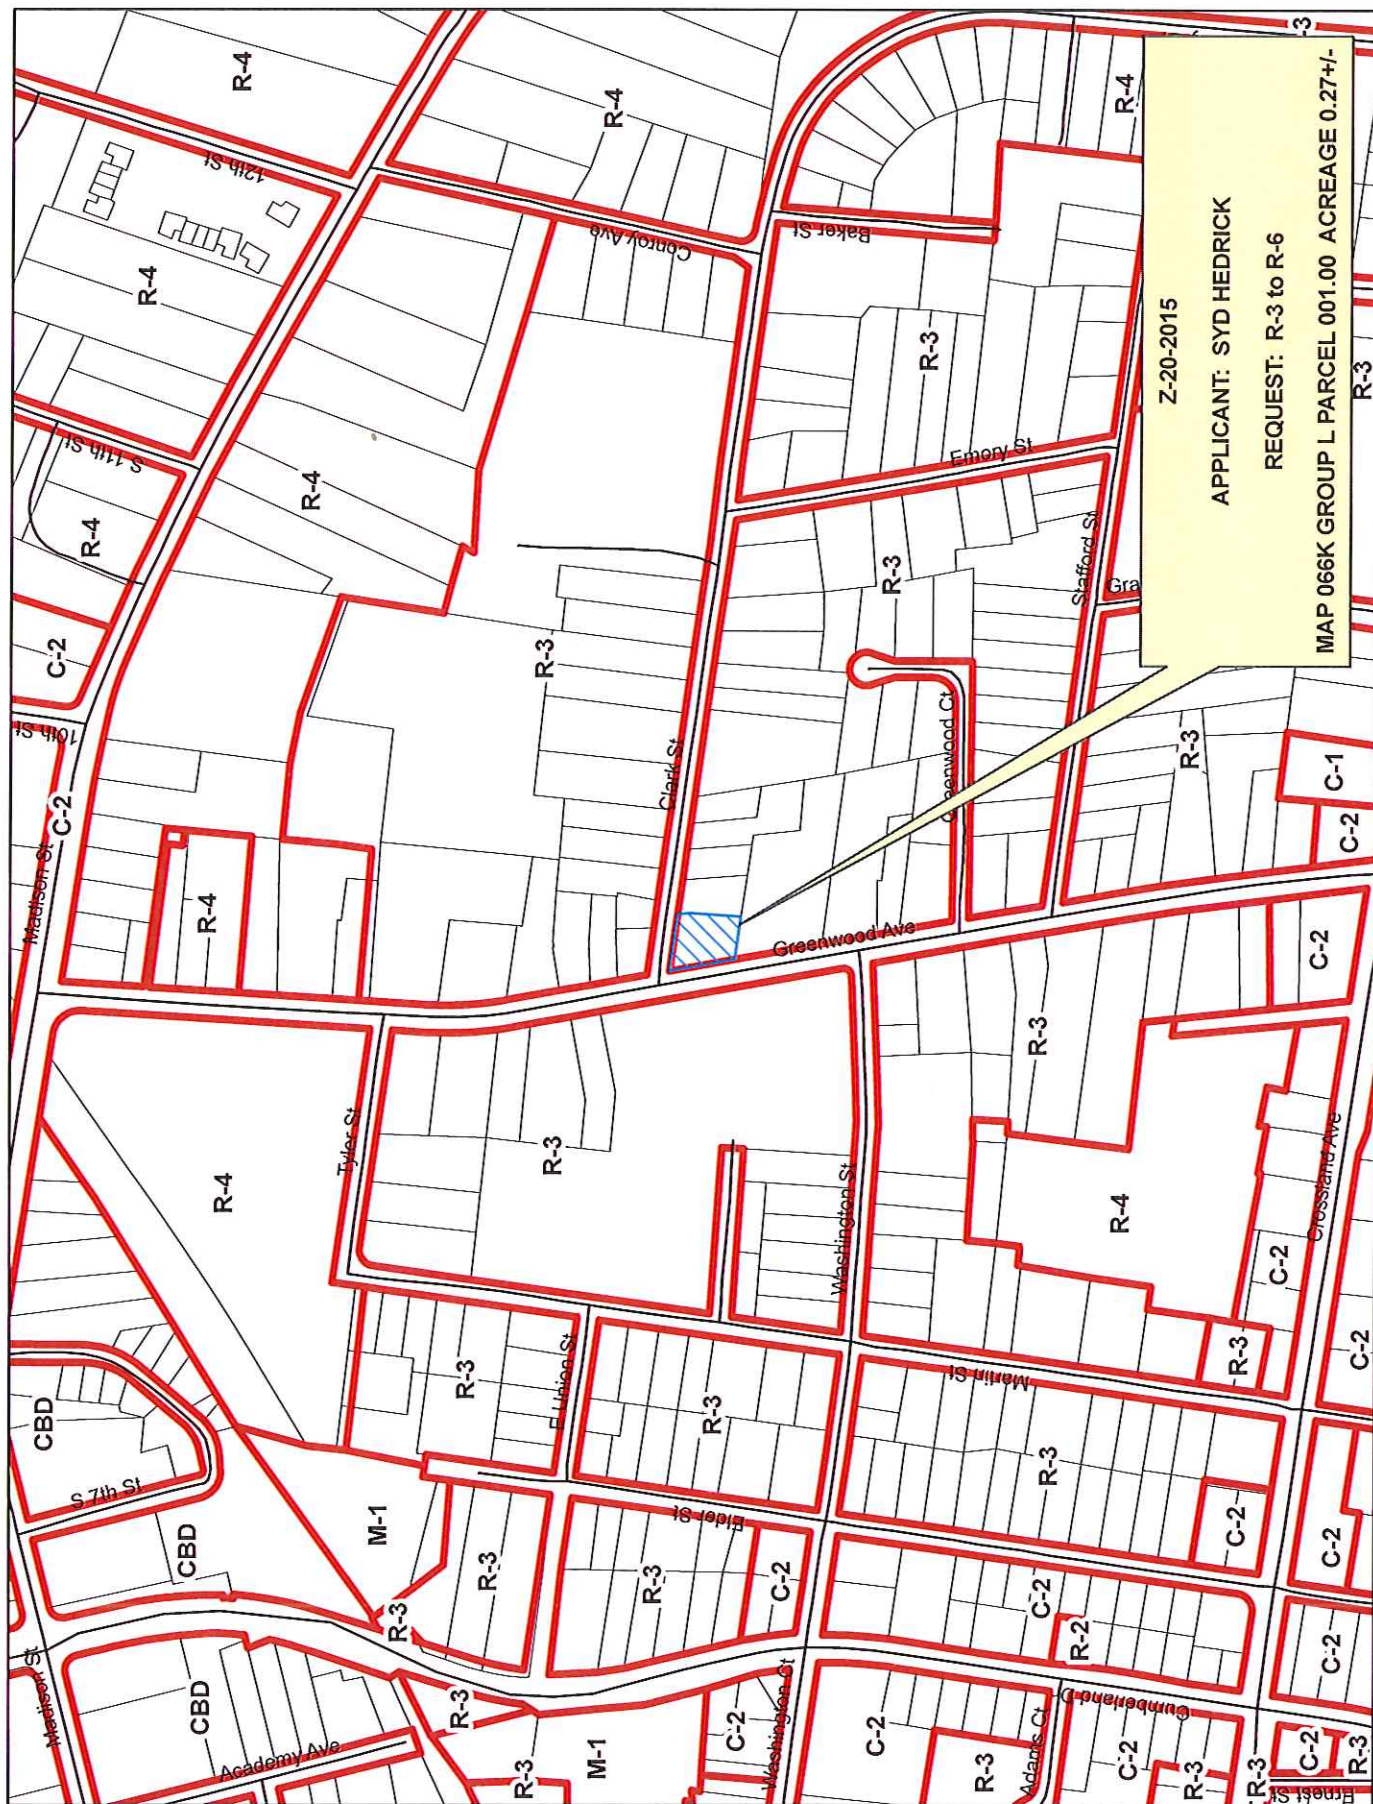 Z-20-2015
APPLICANT: SYD HEDRICK
REQUEST: R-3 to R-6
MAP 066K GROUP L PARCEL 001.00 ACREAGE 0.27+/-
Madison St
CBD
Academy Ave
R-3
R-3
M-1
C-2
Washington St
C-2
R-3
Adams Ct
C-2
R-3
R-3
C-2
R-3
Ernest St
Cumberland D
S 7th St
CBD
CBD
M-1
R-3
R-3
R-3
C-2
Elder St
C-2
R-2
C-2
R-3
E Union St
R-3
R-3
C-2
C-2
Marlin St
R-4
Tyler St
R-3
Washington St
R-4
R-3
C-2
C-2
Crossland Ave
R-3
C-2
Madison St
C-2
R-4
Greenwood Ave
Clark St
Greenwood Ct
R-3
C-2
C-1
10th St
C-2
R-3
R-3
Stafford St
Gra
Emory St
R-4
S 11th St
R-4
R-4
12th St
R-4
R-4
Conroy Ave
Baker St
R-3
R-4
R-3
-3